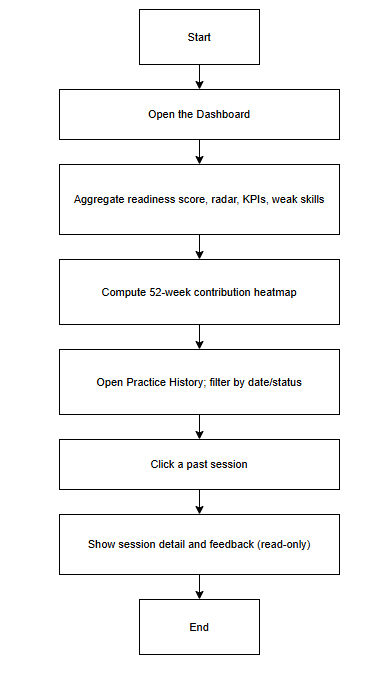 Start
Open the Dashboard
Aggregate readiness score, radar, KPIs, weak skills
Compute 52-week contribution heatmap
Open Practice History; filter by date/status
Click a past session
Show session detail and feedback (read-only)
End